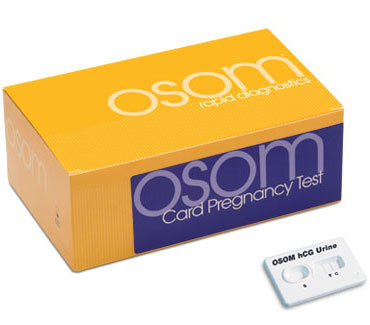 osom
rapid diagnostics
osom
Card Pregnancy Test
OSOM hCG Urine
S
T C